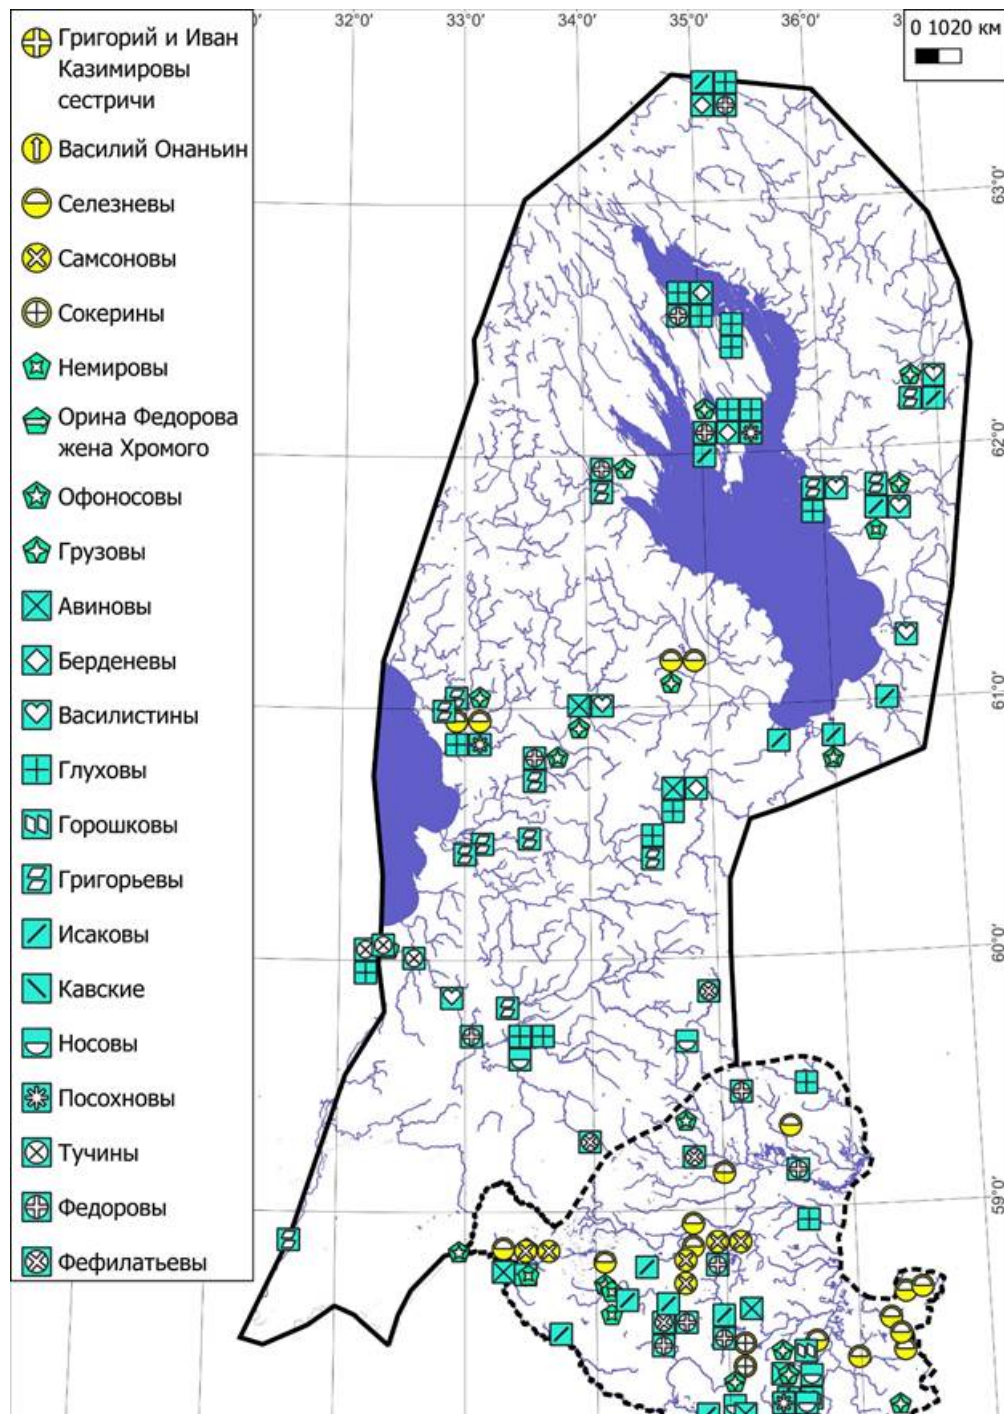 Григорий и Иван
Казимировы
сестричи
Василий Онаньин
Селезневы
Самсоновы
Сокерины
Немировы
Орина Федорова
жена Хромого
Офоносовы
Грузовы
Авиновы
Берденевы
Василистины
Глуховы
Горошковы
Григорьевы
Исаковы
Кавские
Носовы
Посохновы
Тучины
Федоровы
Фефилатьевы
32°0'
33°0'
34°0'
35°0'
36°0'
0 1020 км
63°0'
62°0'
61°0'
60°0'
59°0'